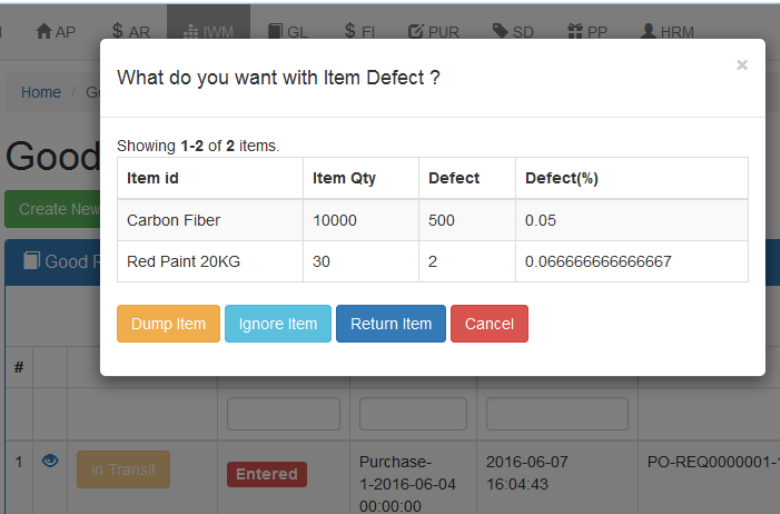 AP $ AR IWM GL $ FI PUR SD PP HRM
What do you want with Item Defect ? ×
Home / G
Showing 1-2 of 2 items.
Good
Item id Item Qty Defect Defect(%)
Create New
Carbon Fiber 10000 500 0.05
Good R
Red Paint 20KG 30 2 0.066666666666667
Dump Item Ignore Item Return Item Cancel
#
1 In Transit Entered Purchase- 2016-06-07 PO-REQ0000001-
1-2016-06-04 16:04:43
00:00:00